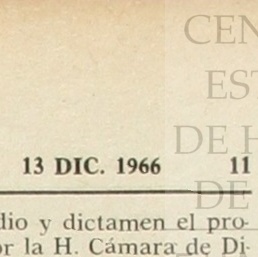 CEN
EST
DE H
13 DIC. 1966 11
DE
dio y dictamen el pro-
or la H. Cámara de Di-